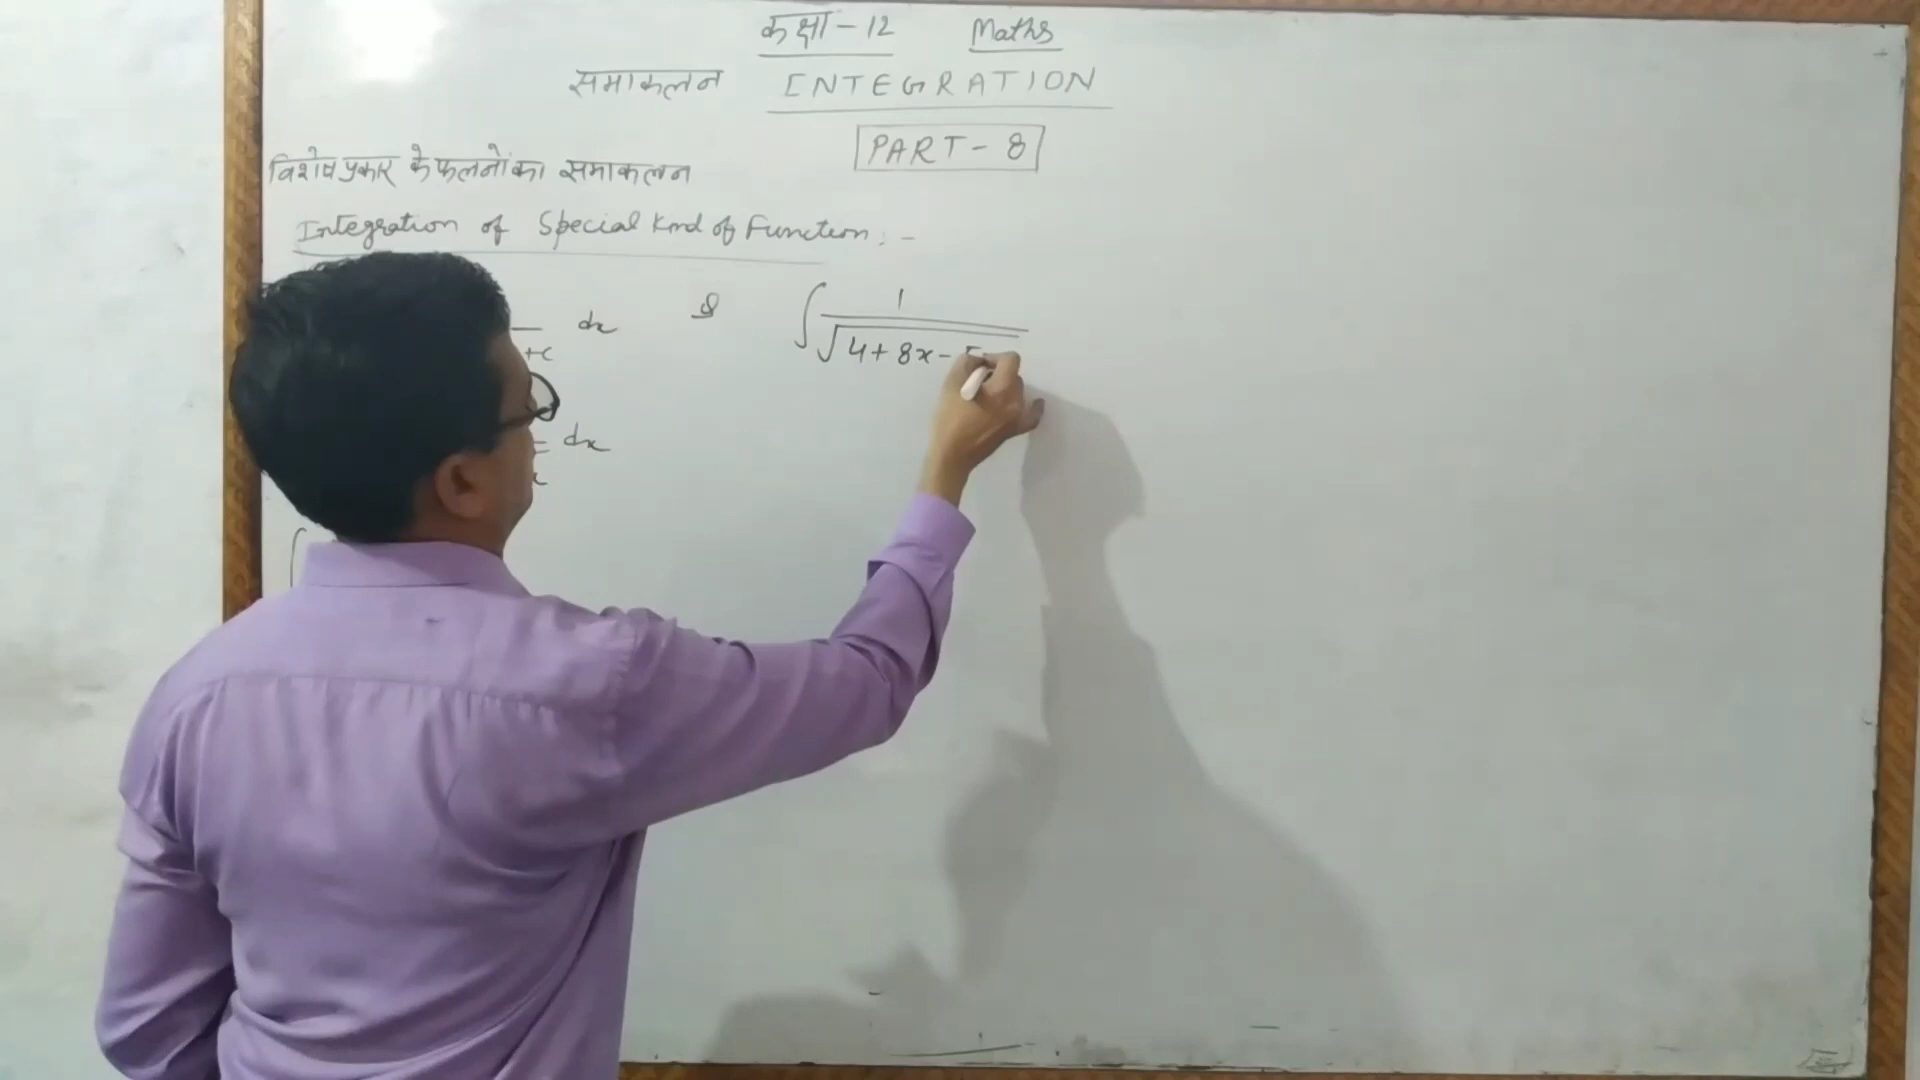 कक्षा - 12 Maths
समाकलन INTEGRATION
PART - 8
विशेष प्रकार के फलनों का समाकलन
Integration of Special Kind of Function : -
dx
+c
Q ∫ 1
√4 + 8x - 5
dx
x
∫